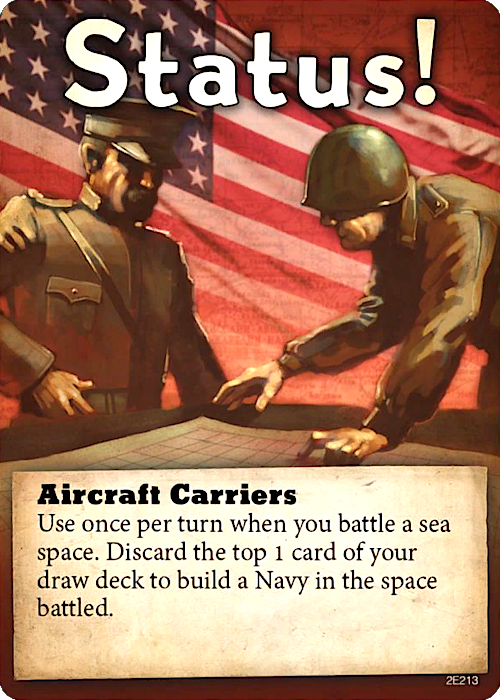 Status!
Aircraft Carriers
Use once per turn when you battle a sea
space. Discard the top 1 card of your
draw deck to build a Navy in the space
battled.
2E213